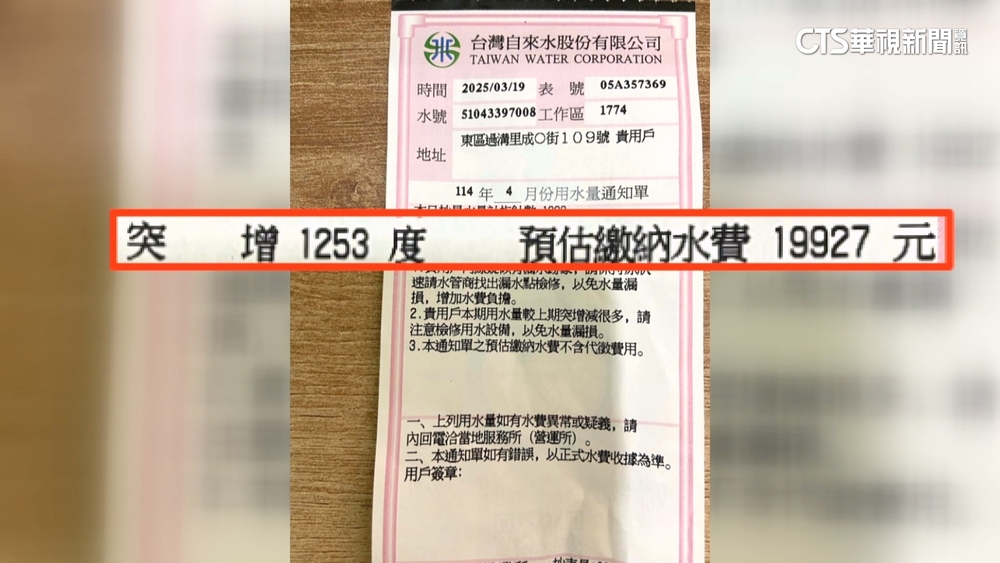 CTS華視新聞資訊
台灣自來水股份有限公司
TAIWAN WATER CORPORATION
時間 2025/03/19 表 號 05A357369
水號 51043397008 工作區 1774
地址 東區過溝里成○街109號 貴用戶
114 年 4 月份用水量通知單
突 增 1253 度 預估繳納水費 19927 元
速請水管商找出漏水點檢修，以免水量漏
損，增加水費負擔。
2.貴用戶本期用水量較上期突增減很多，請
注意檢修用水設備，以免水量漏損。
3.本通知單之預估繳納水費不含代徵費用。
一、上列用水量如有水費異常或疑義，請
內回電洽當地服務所（營運所）。
二、本通知單如有錯誤，以正式水費收據為準。
用戶簽章：